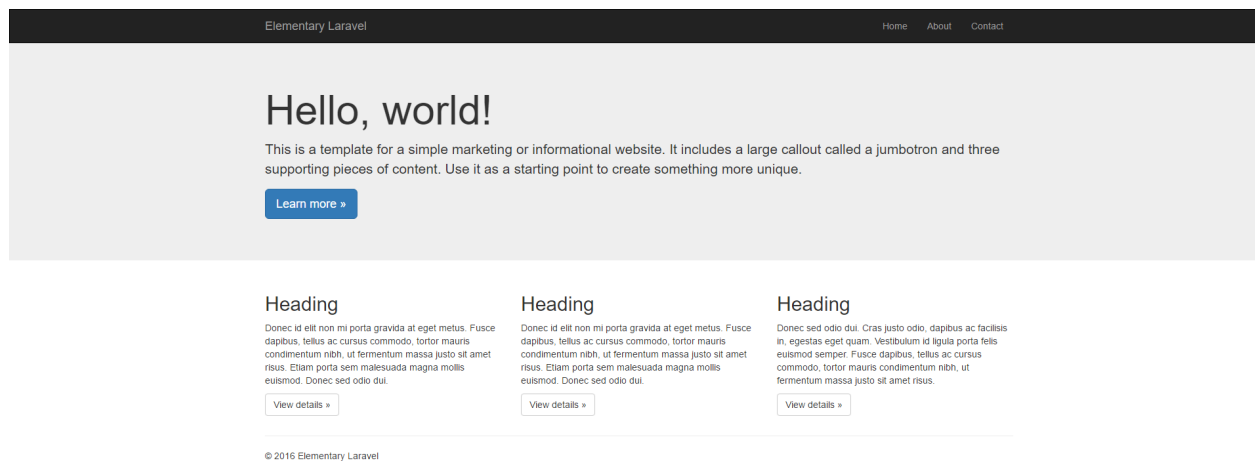 Elementary Laravel
Home About Contact
Hello, world!
This is a template for a simple marketing or informational website. It includes a large callout called a jumbotron and three
supporting pieces of content. Use it as a starting point to create something more unique.
Learn more »
Heading
Donec id elit non mi porta gravida at eget metus. Fusce
dapibus, tellus ac cursus commodo, tortor mauris
condimentum nibh, ut fermentum massa justo sit amet
risus. Etiam porta sem malesuada magna mollis
euismod. Donec sed odio dui.
View details »
Heading
Donec id elit non mi porta gravida at eget metus. Fusce
dapibus, tellus ac cursus commodo, tortor mauris
condimentum nibh, ut fermentum massa justo sit amet
risus. Etiam porta sem malesuada magna mollis
euismod. Donec sed odio dui.
View details »
Heading
Donec sed odio dui. Cras justo odio, dapibus ac facilisis
in, egestas eget quam. Vestibulum id ligula porta felis
euismod semper. Fusce dapibus, tellus ac cursus
commodo, tortor mauris condimentum nibh, ut
fermentum massa justo sit amet risus.
View details »
© 2016 Elementary Laravel